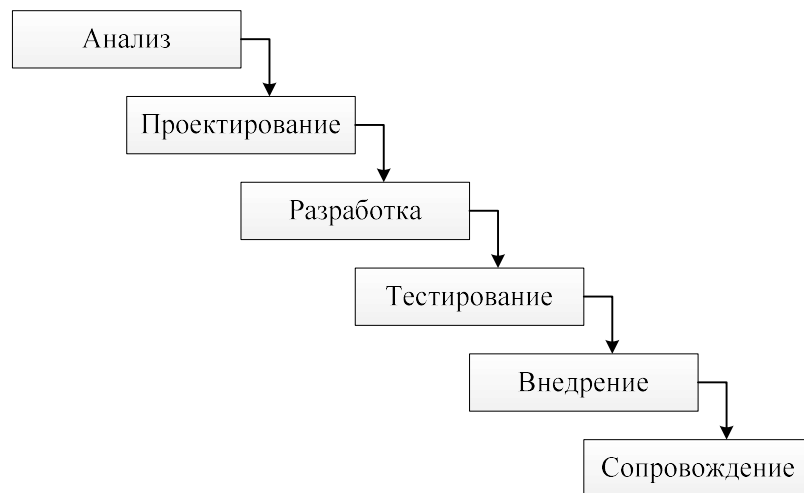 Анализ
Проектирование
Разработка
Тестирование
Внедрение
Сопровождение